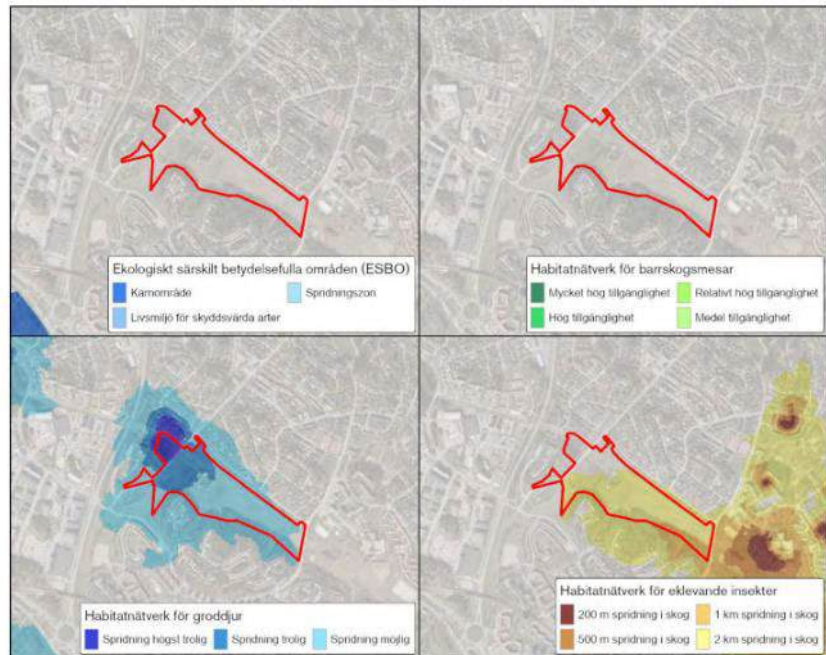 Ekologiskt särskilt betydelsefulla områden (ESBO)
Kärnområde
Spridningszon
Livsmiljö för skyddsvärda arter
Habitatnätverk för barrskogsmesar
Mycket hög tillgänglighet
Relativt hög tillgänglighet
Hög tillgänglighet
Medel tillgänglighet
Habitatnätverk för groddjur
Spridning högst trolig
Spridning trolig
Spridning möjlig
Habitatnätverk för eklevande insekter
200 m spridning i skog
1 km spridning i skog
500 m spridning i skog
2 km spridning i skog